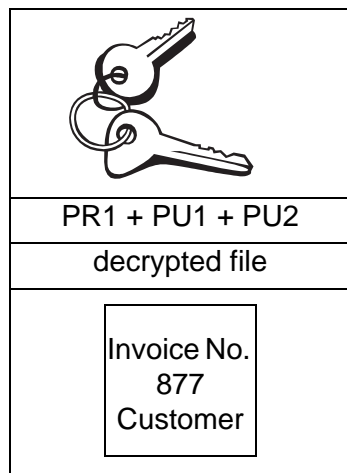 PR1 + PU1 + PU2
decrypted file
Invoice No.
877
Customer